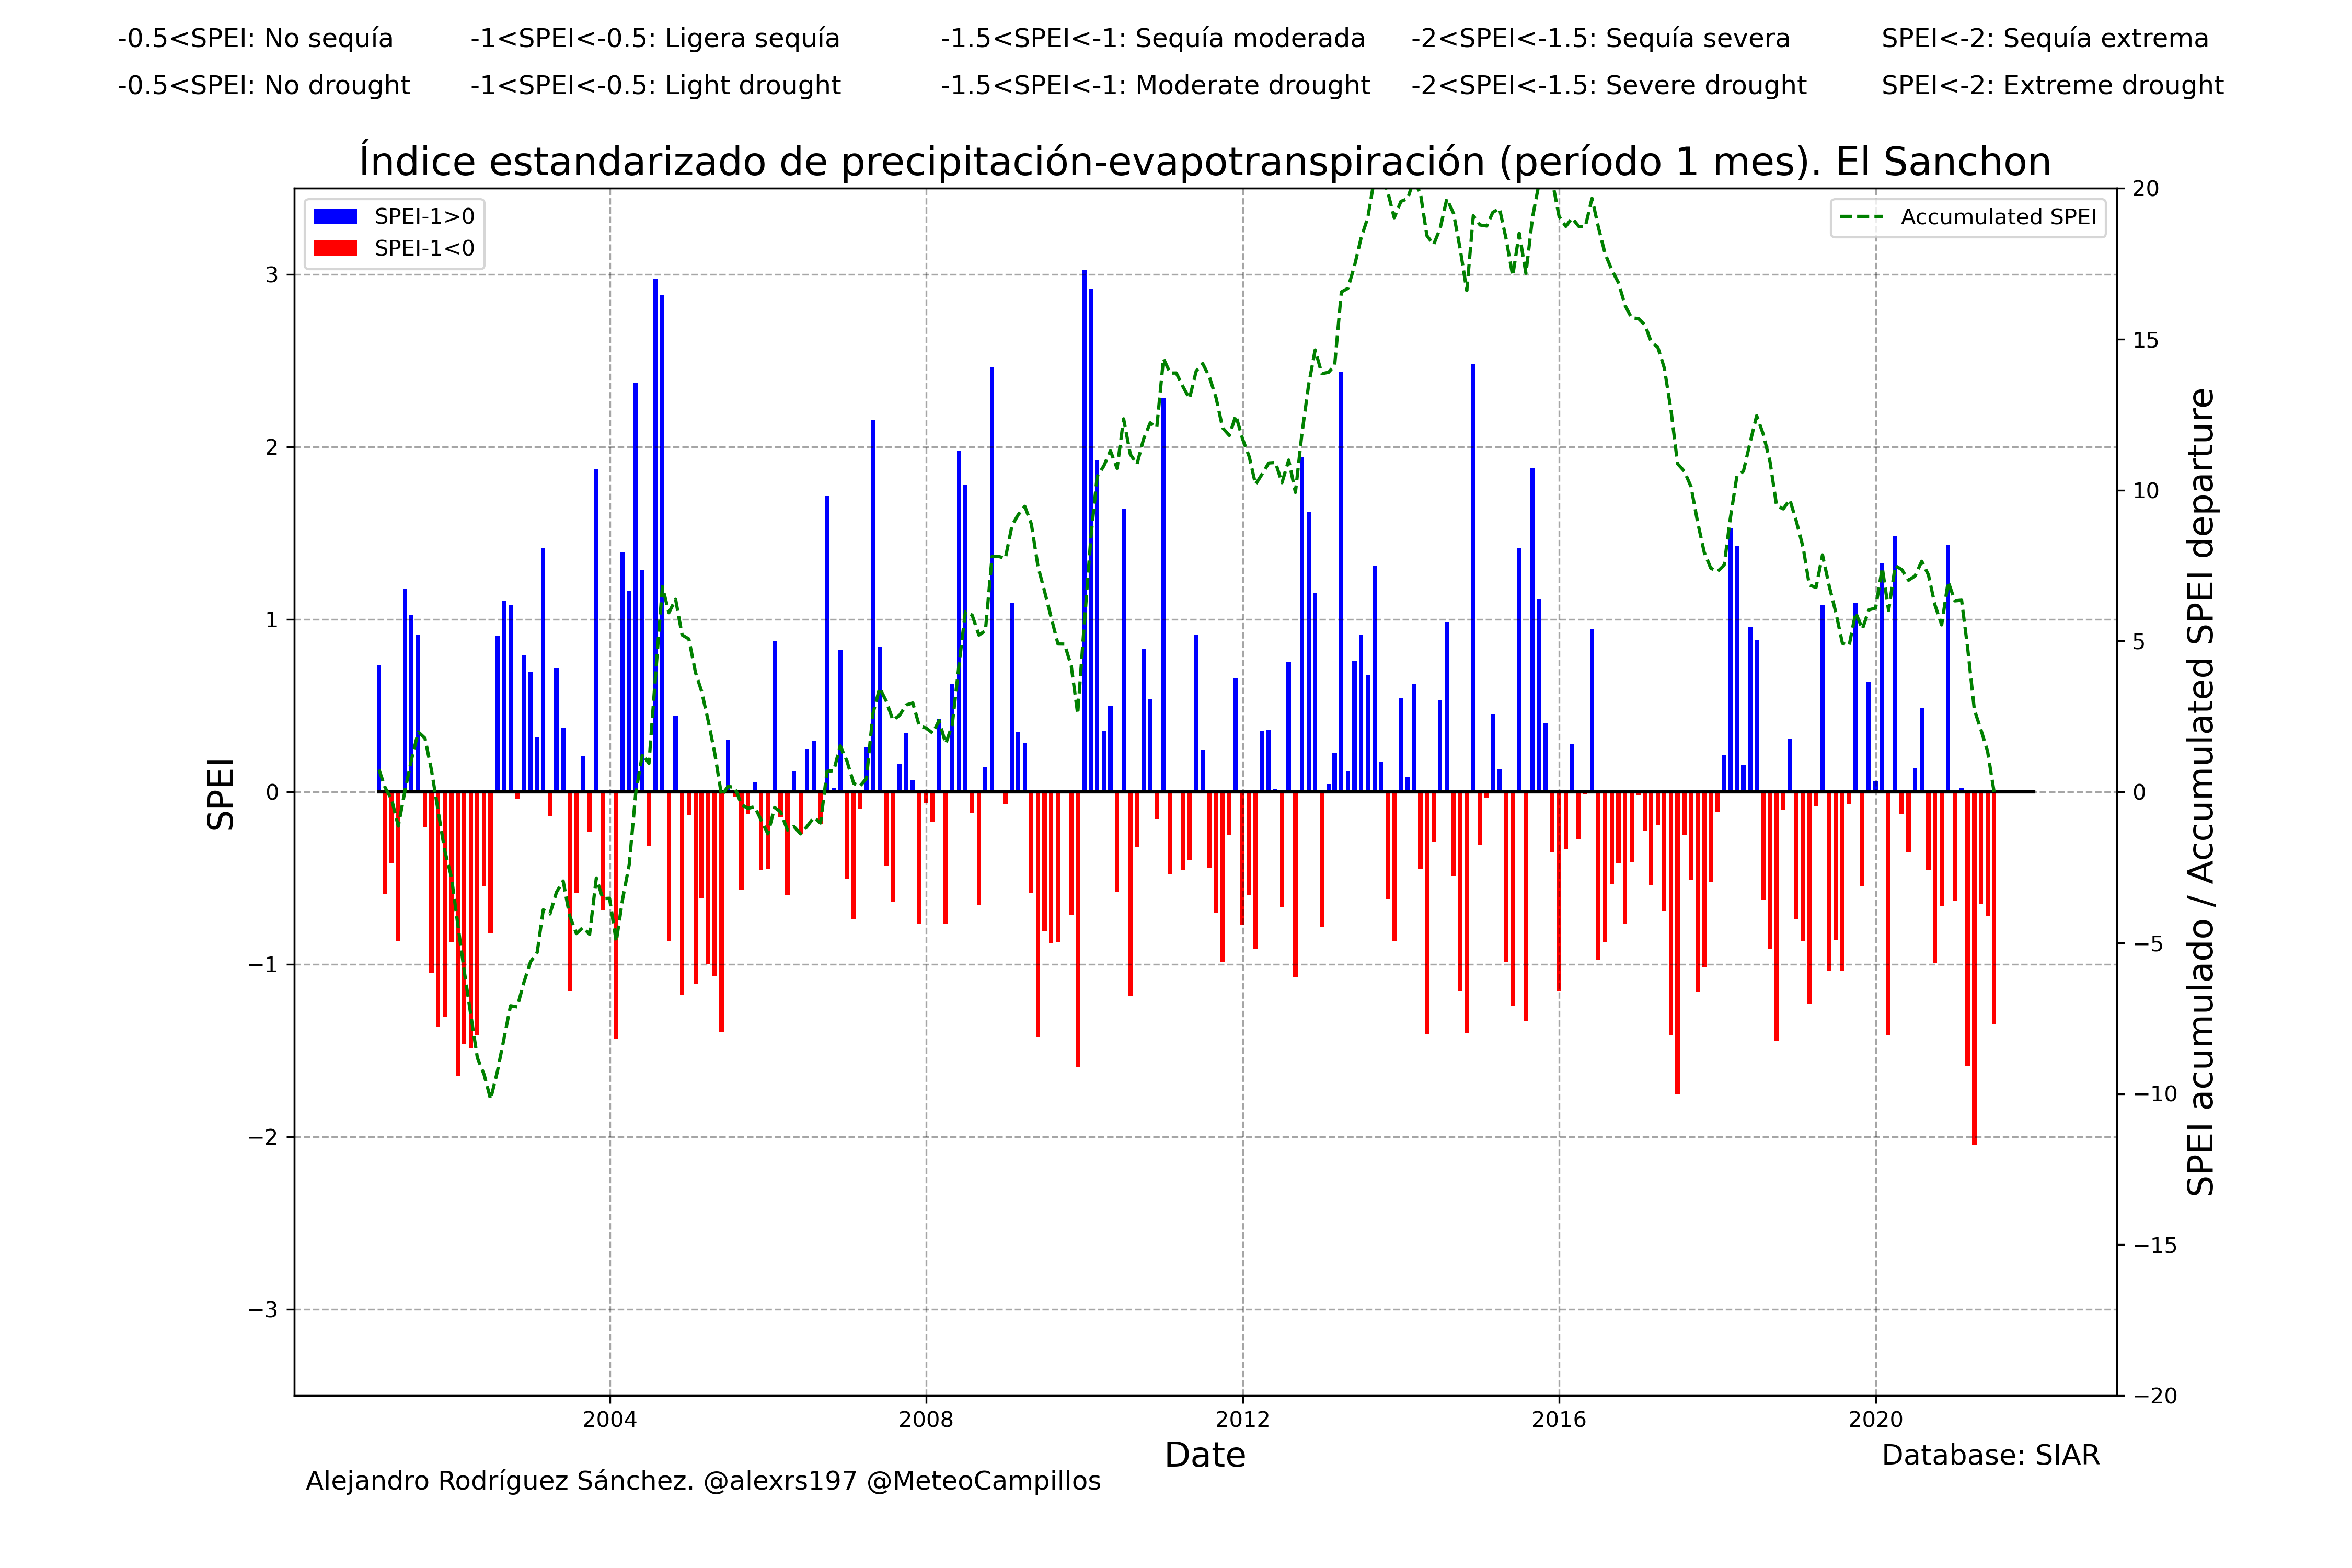 -0.5<SPEI: No sequía -1<SPEI<-0.5: Ligera sequía -1.5<SPEI<-1: Sequía moderada -2<SPEI<-1.5: Sequía severa SPEI<-2: Sequía extrema
-0.5<SPEI: No drought -1<SPEI<-0.5: Light drought -1.5<SPEI<-1: Moderate drought -2<SPEI<-1.5: Severe drought SPEI<-2: Extreme drought
Índice estandarizado de precipitación-evapotranspiración (período 1 mes). El Sanchon
SPEI-1>0
SPEI-1<0
Accumulated SPEI
SPEI
3
2
1
0
−1
−2
−3
20
15
10
5
0
−5
−10
−15
−20
SPEI acumulado / Accumulated SPEI departure
2004 2008 2012 2016 2020
Date
Database: SIAR
Alejandro Rodríguez Sánchez. @alexrs197 @MeteoCampillos